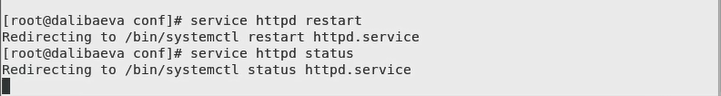 [root@dalibaeva conf]# service httpd restart
Redirecting to /bin/systemctl restart httpd.service
[root@dalibaeva conf]# service httpd status
Redirecting to /bin/systemctl status httpd.service